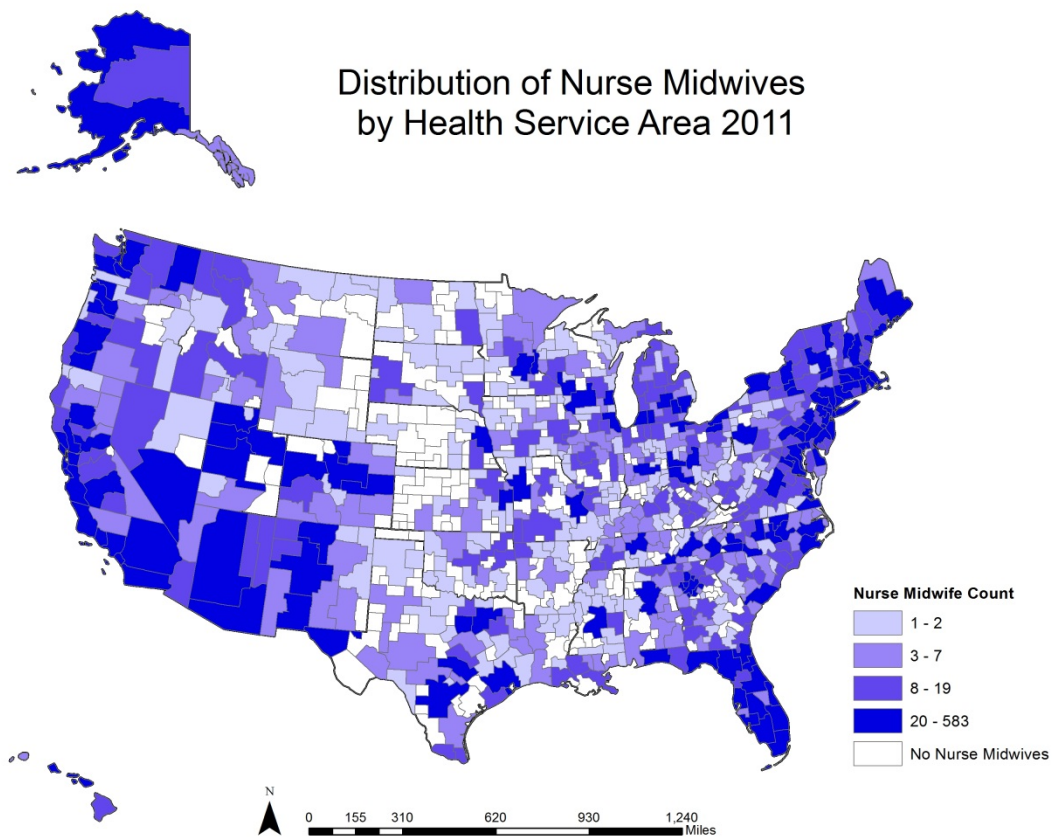 Distribution of Nurse Midwives
by Health Service Area 2011
Nurse Midwife Count
1 - 2
3 - 7
8 - 19
20 - 583
No Nurse Midwives
N
0 155 310 620 930 1,240
Miles